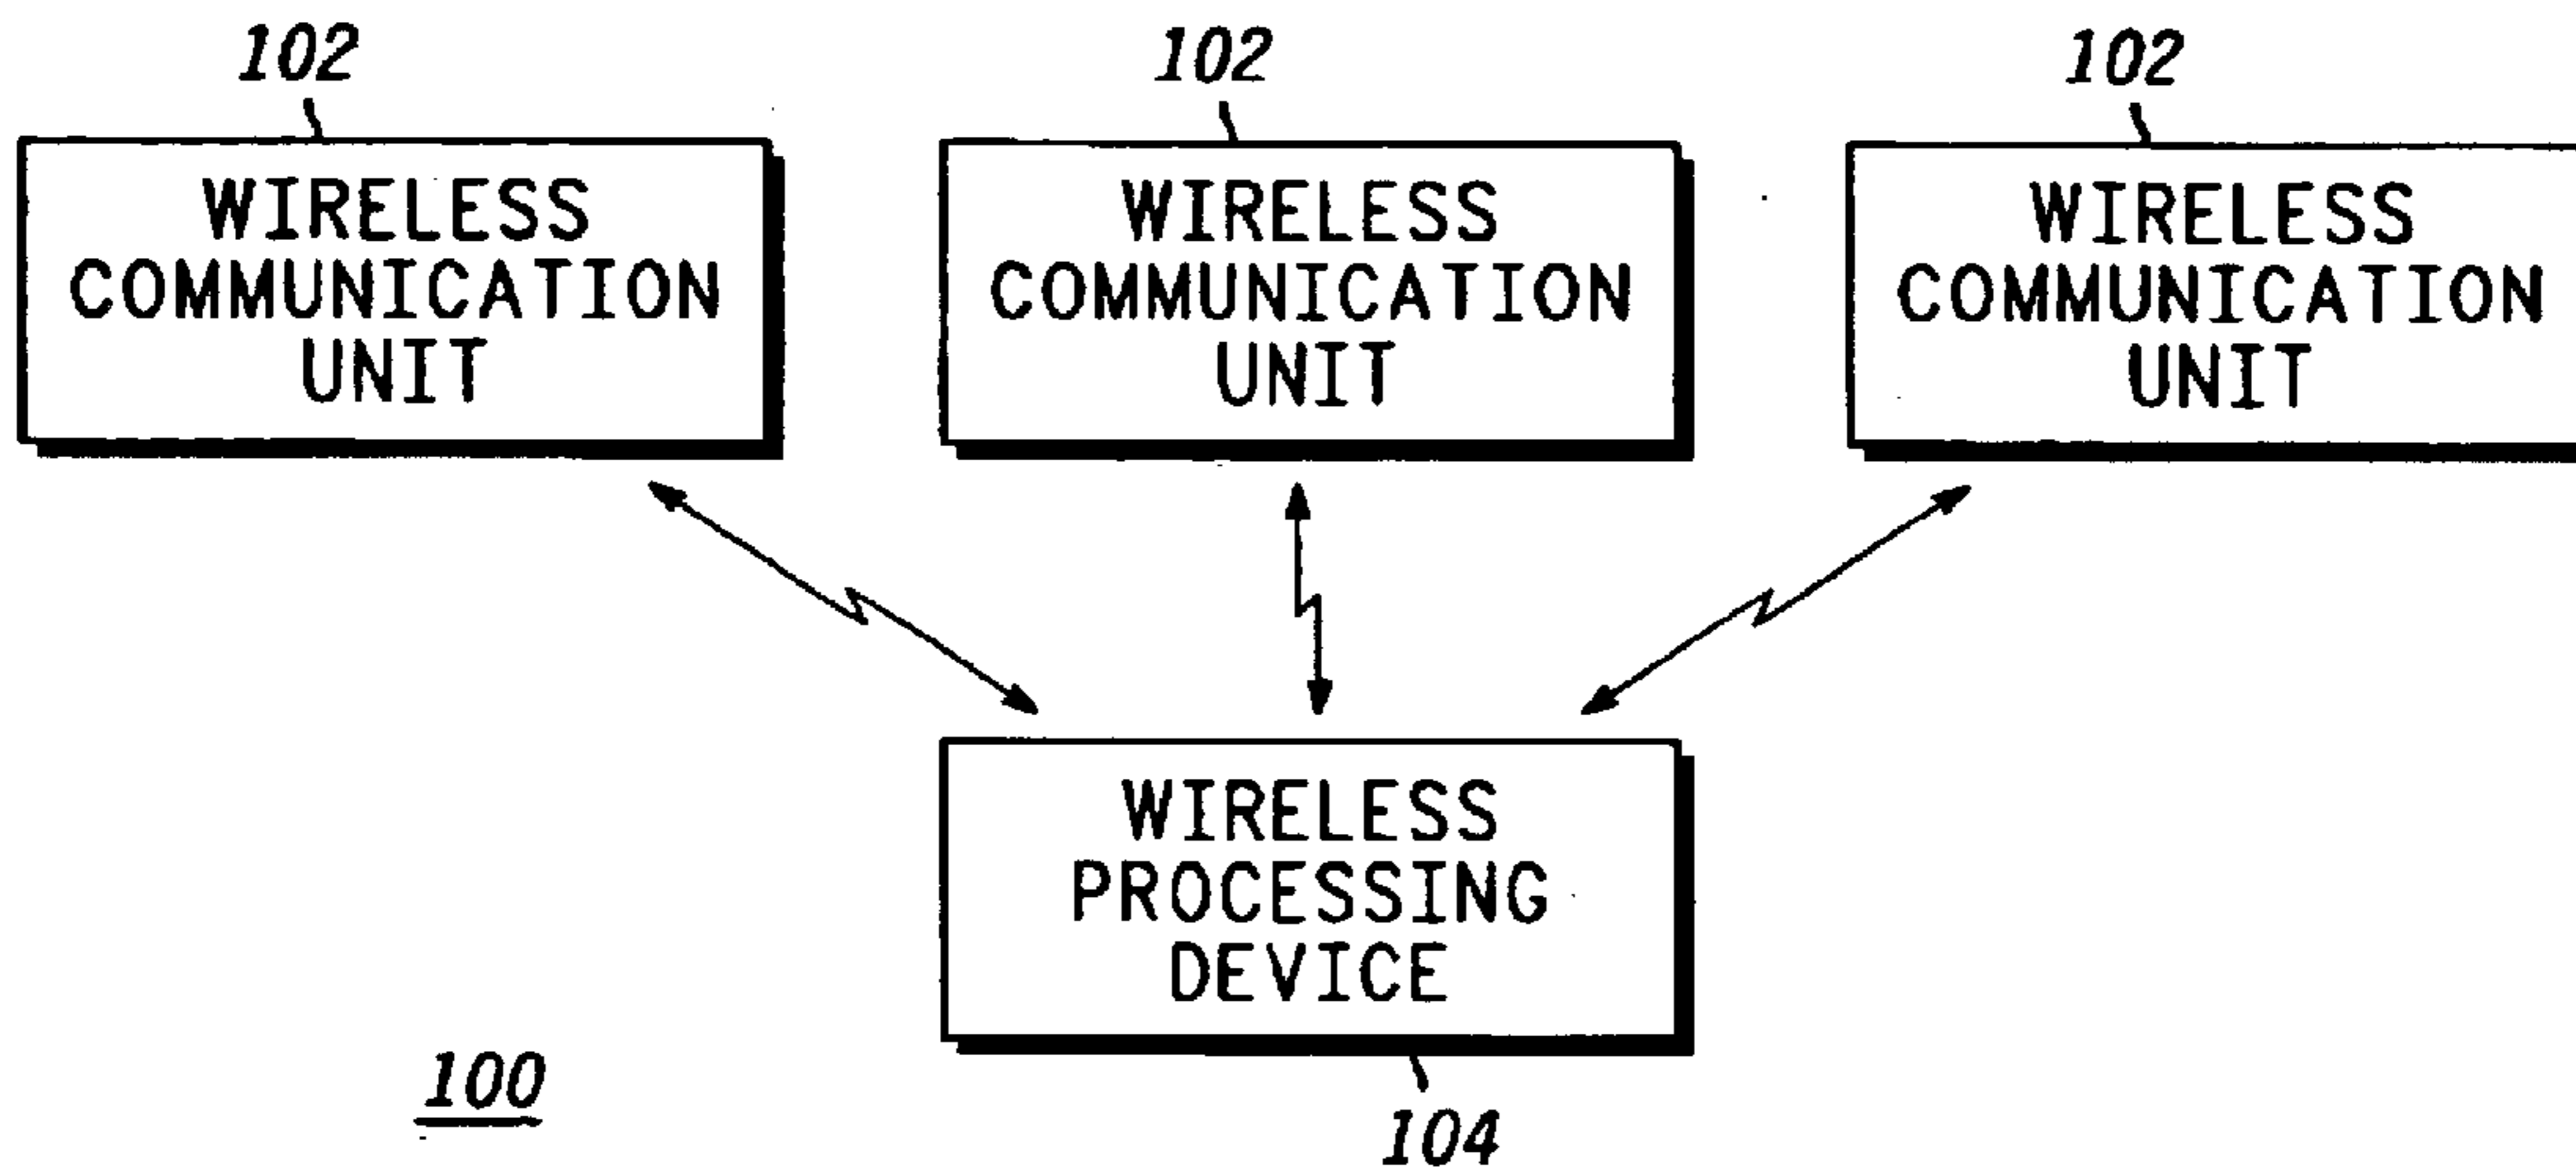 102 102 102
WIRELESS
COMMUNICATION
UNIT
WIRELESS
COMMUNICATION
UNIT
WIRELESS
COMMUNICATION
UNIT
WIRELESS
PROCESSING
DEVICE
100
104